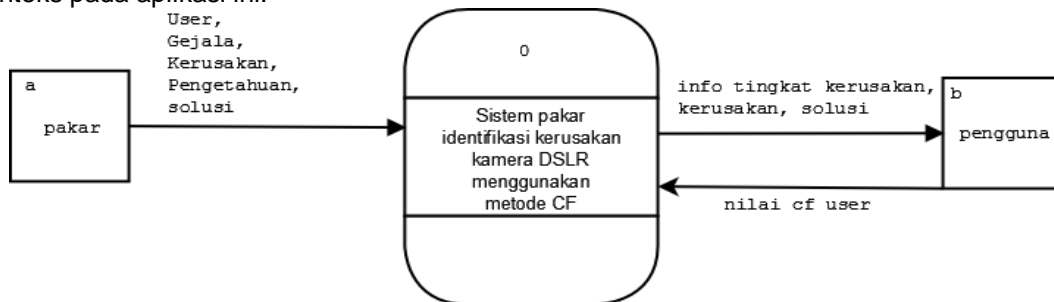 pada aplikasi ini.
User,
Gejala,
Kerusakan,
Pengetahuan,
solusi
a
pakar
0
Sistem pakar
identifikasi kerusakan
kamera DSLR
menggunakan
metode CF
info tingkat kerusakan,
kerusakan, solusi
b
pengguna
nilai cf user